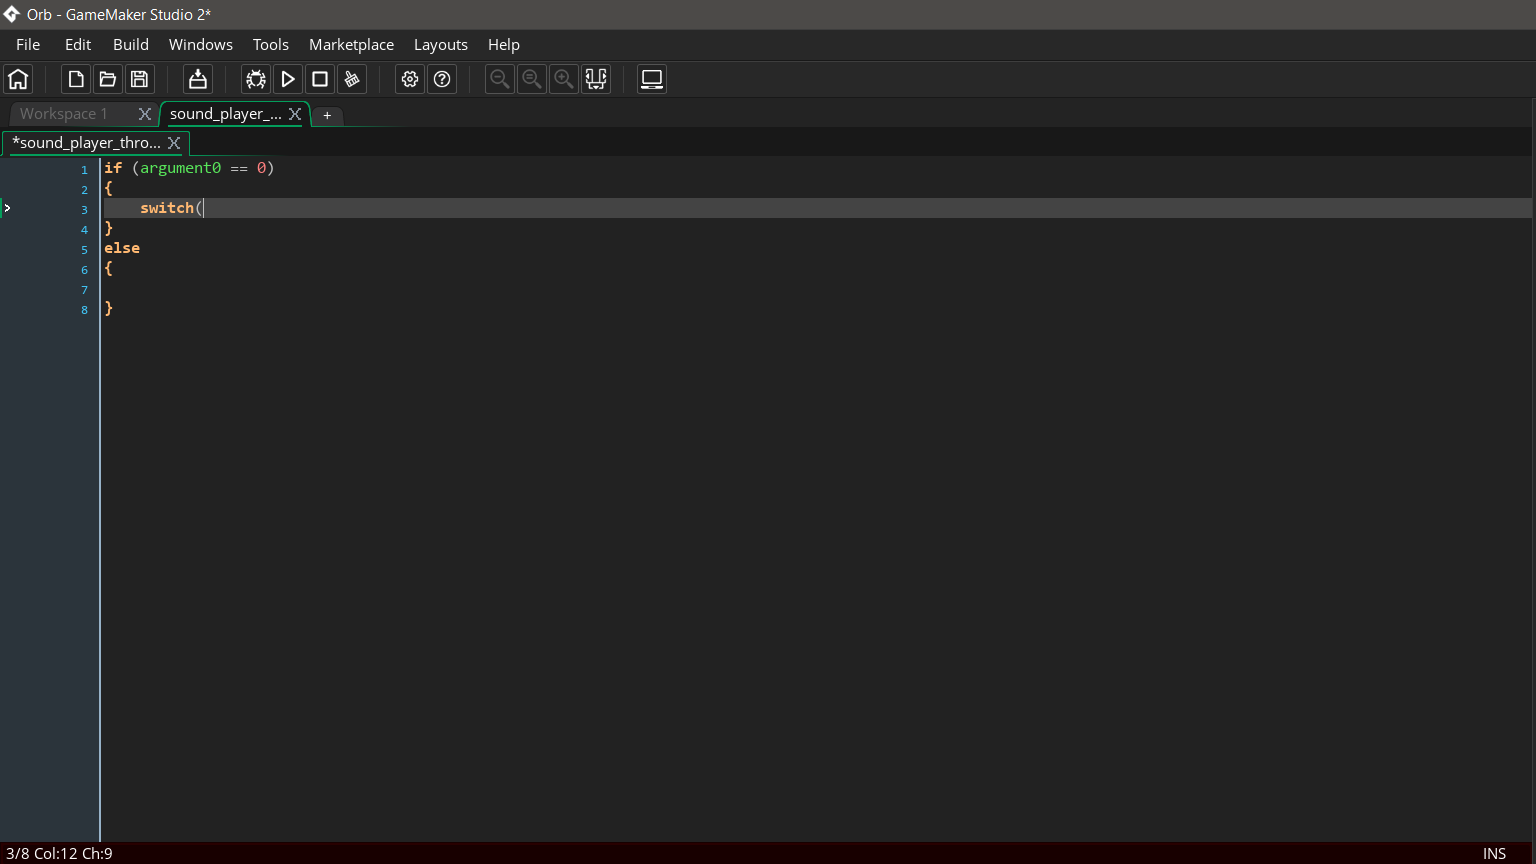 Orb - GameMaker Studio 2*
File Edit Build Windows Tools Marketplace Layouts Help
Workspace 1 sound_player_... +
*sound_player_thro...
1 if (argument0 == 0)
2 {
3 switch(
4 }
5 else
6 {
7
8 }
3/8 Col:12 Ch:9 INS